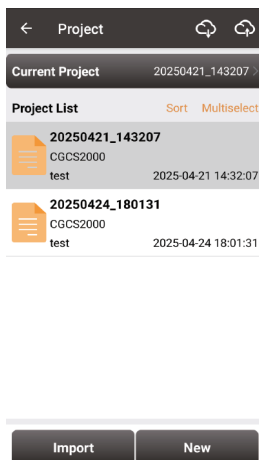 Project
Current Project 20250421_143207
Project List Sort Multiselect
20250421_143207
CGCS2000
test 2025-04-21 14:32:07
20250424_180131
CGCS2000
test 2025-04-24 18:01:31
Import New